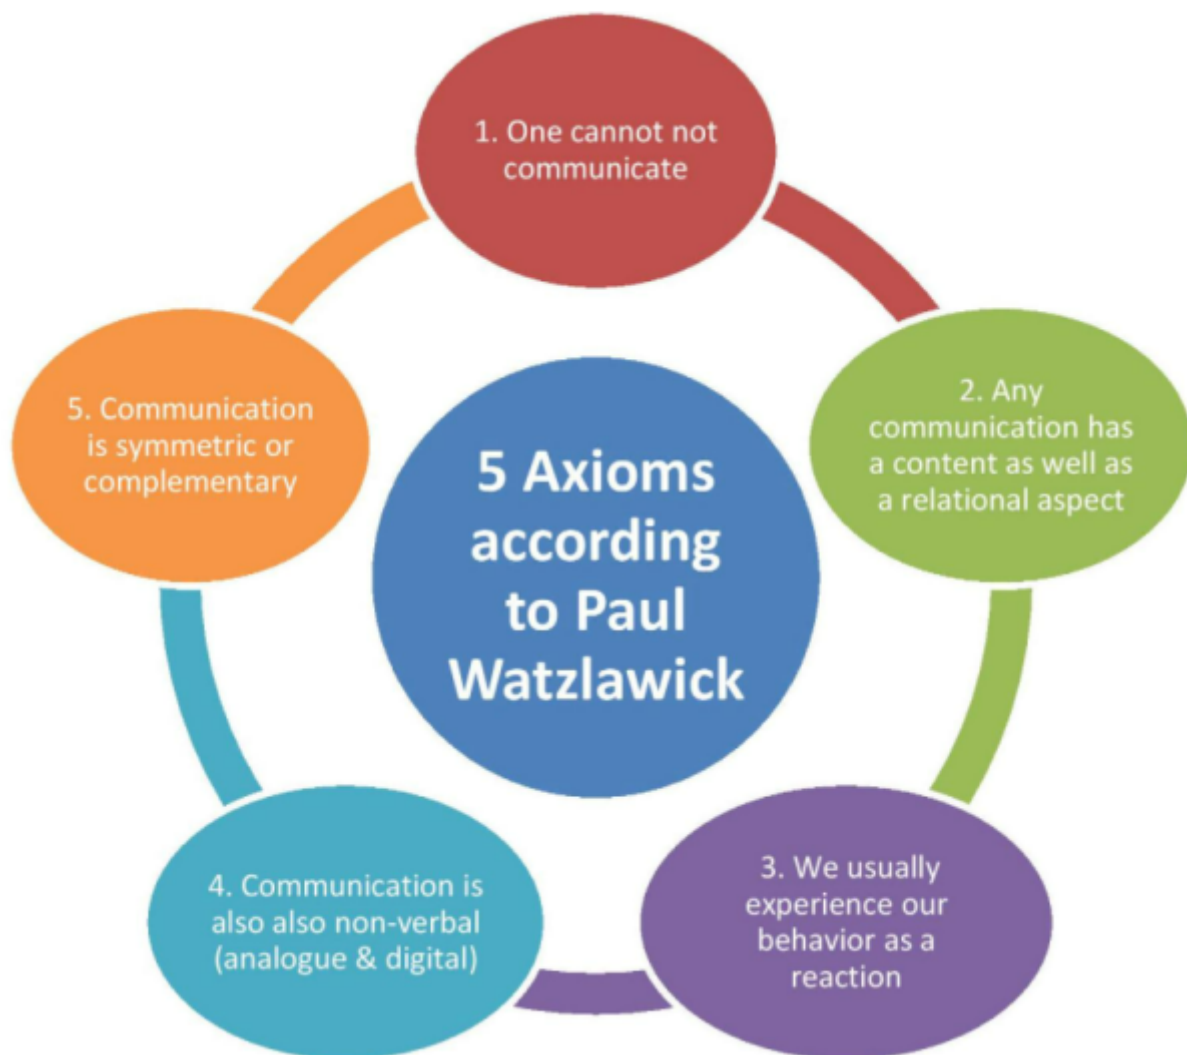 1. One cannot not
communicate
2. Any
communication has
a content as well as
a relational aspect
3. We usually
experience our
behavior as a
reaction
4. Communication is
also also non-verbal
(analogue & digital)
5. Communication
is symmetric or
complementary
5 Axioms
according
to Paul
Watzlawick